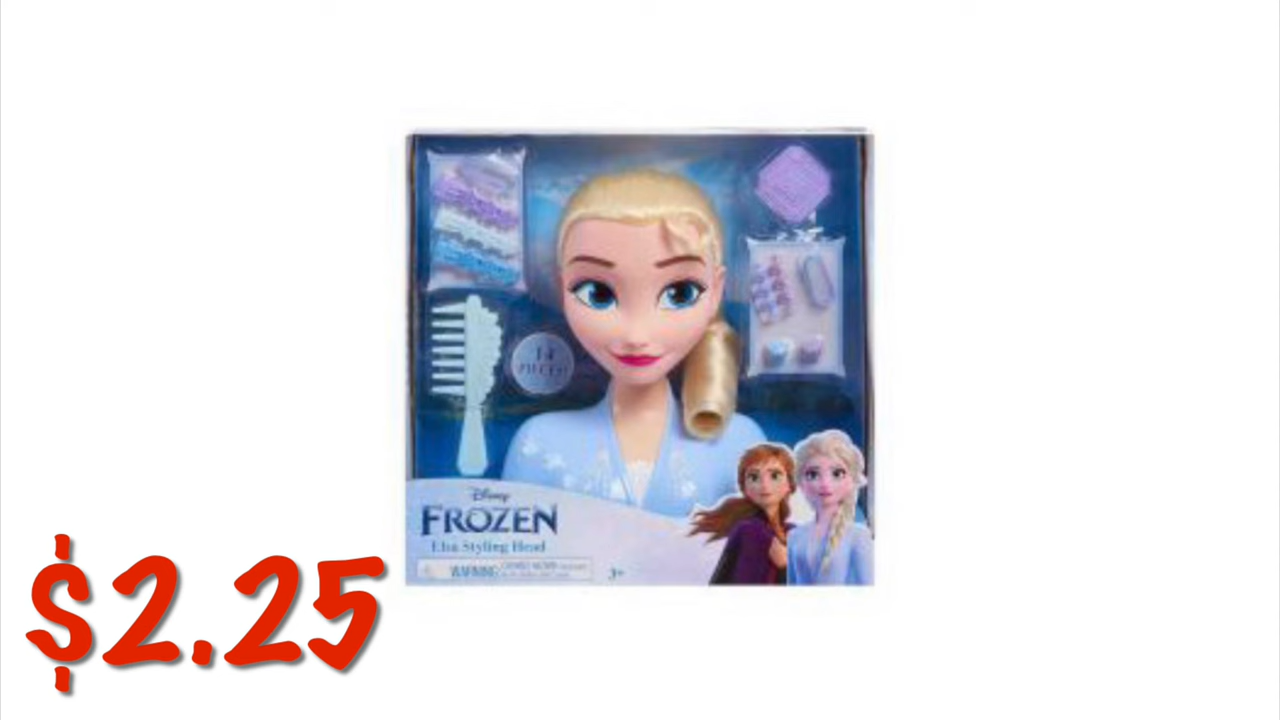 14
PIECES!
Disney
FROZEN
Elsa Styling Head
WARNING:
3+
$2.25